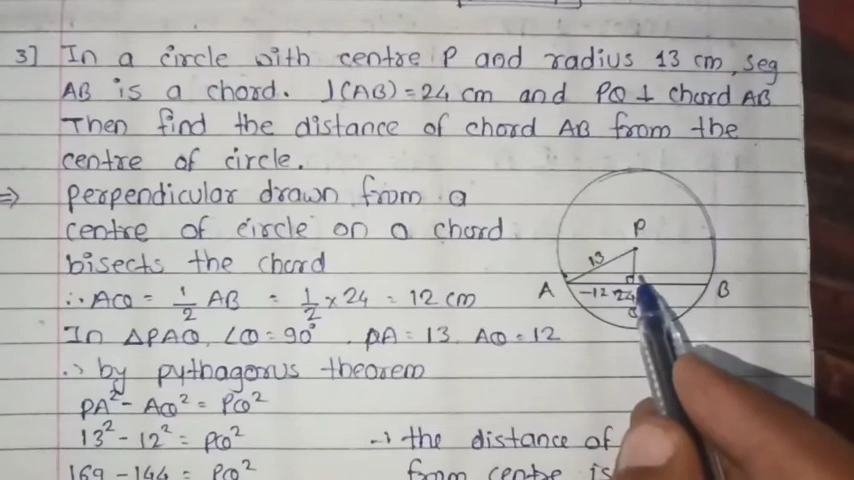 3] In a circle with centre P and radius 13 cm, seg
AB is a chord. l(AB) = 24 cm and PQ ⊥ chord AB
Then find the distance of chord AB from the
centre of circle.
⇒ perpendicular drawn from a
centre of circle on a chord
bisects the chord
∴ AQ = 1/2 AB = 1/2 × 24 = 12 cm
In ΔPAQ, ∠Q = 90° . PA = 13, AQ = 12
∴ by pythagorus theorem
PA² - AQ² = PQ²
13² - 12² = PQ²
169 - 144 = PQ²
∴ the distance of
from centre is
P
13
A
-12
24
B
Q